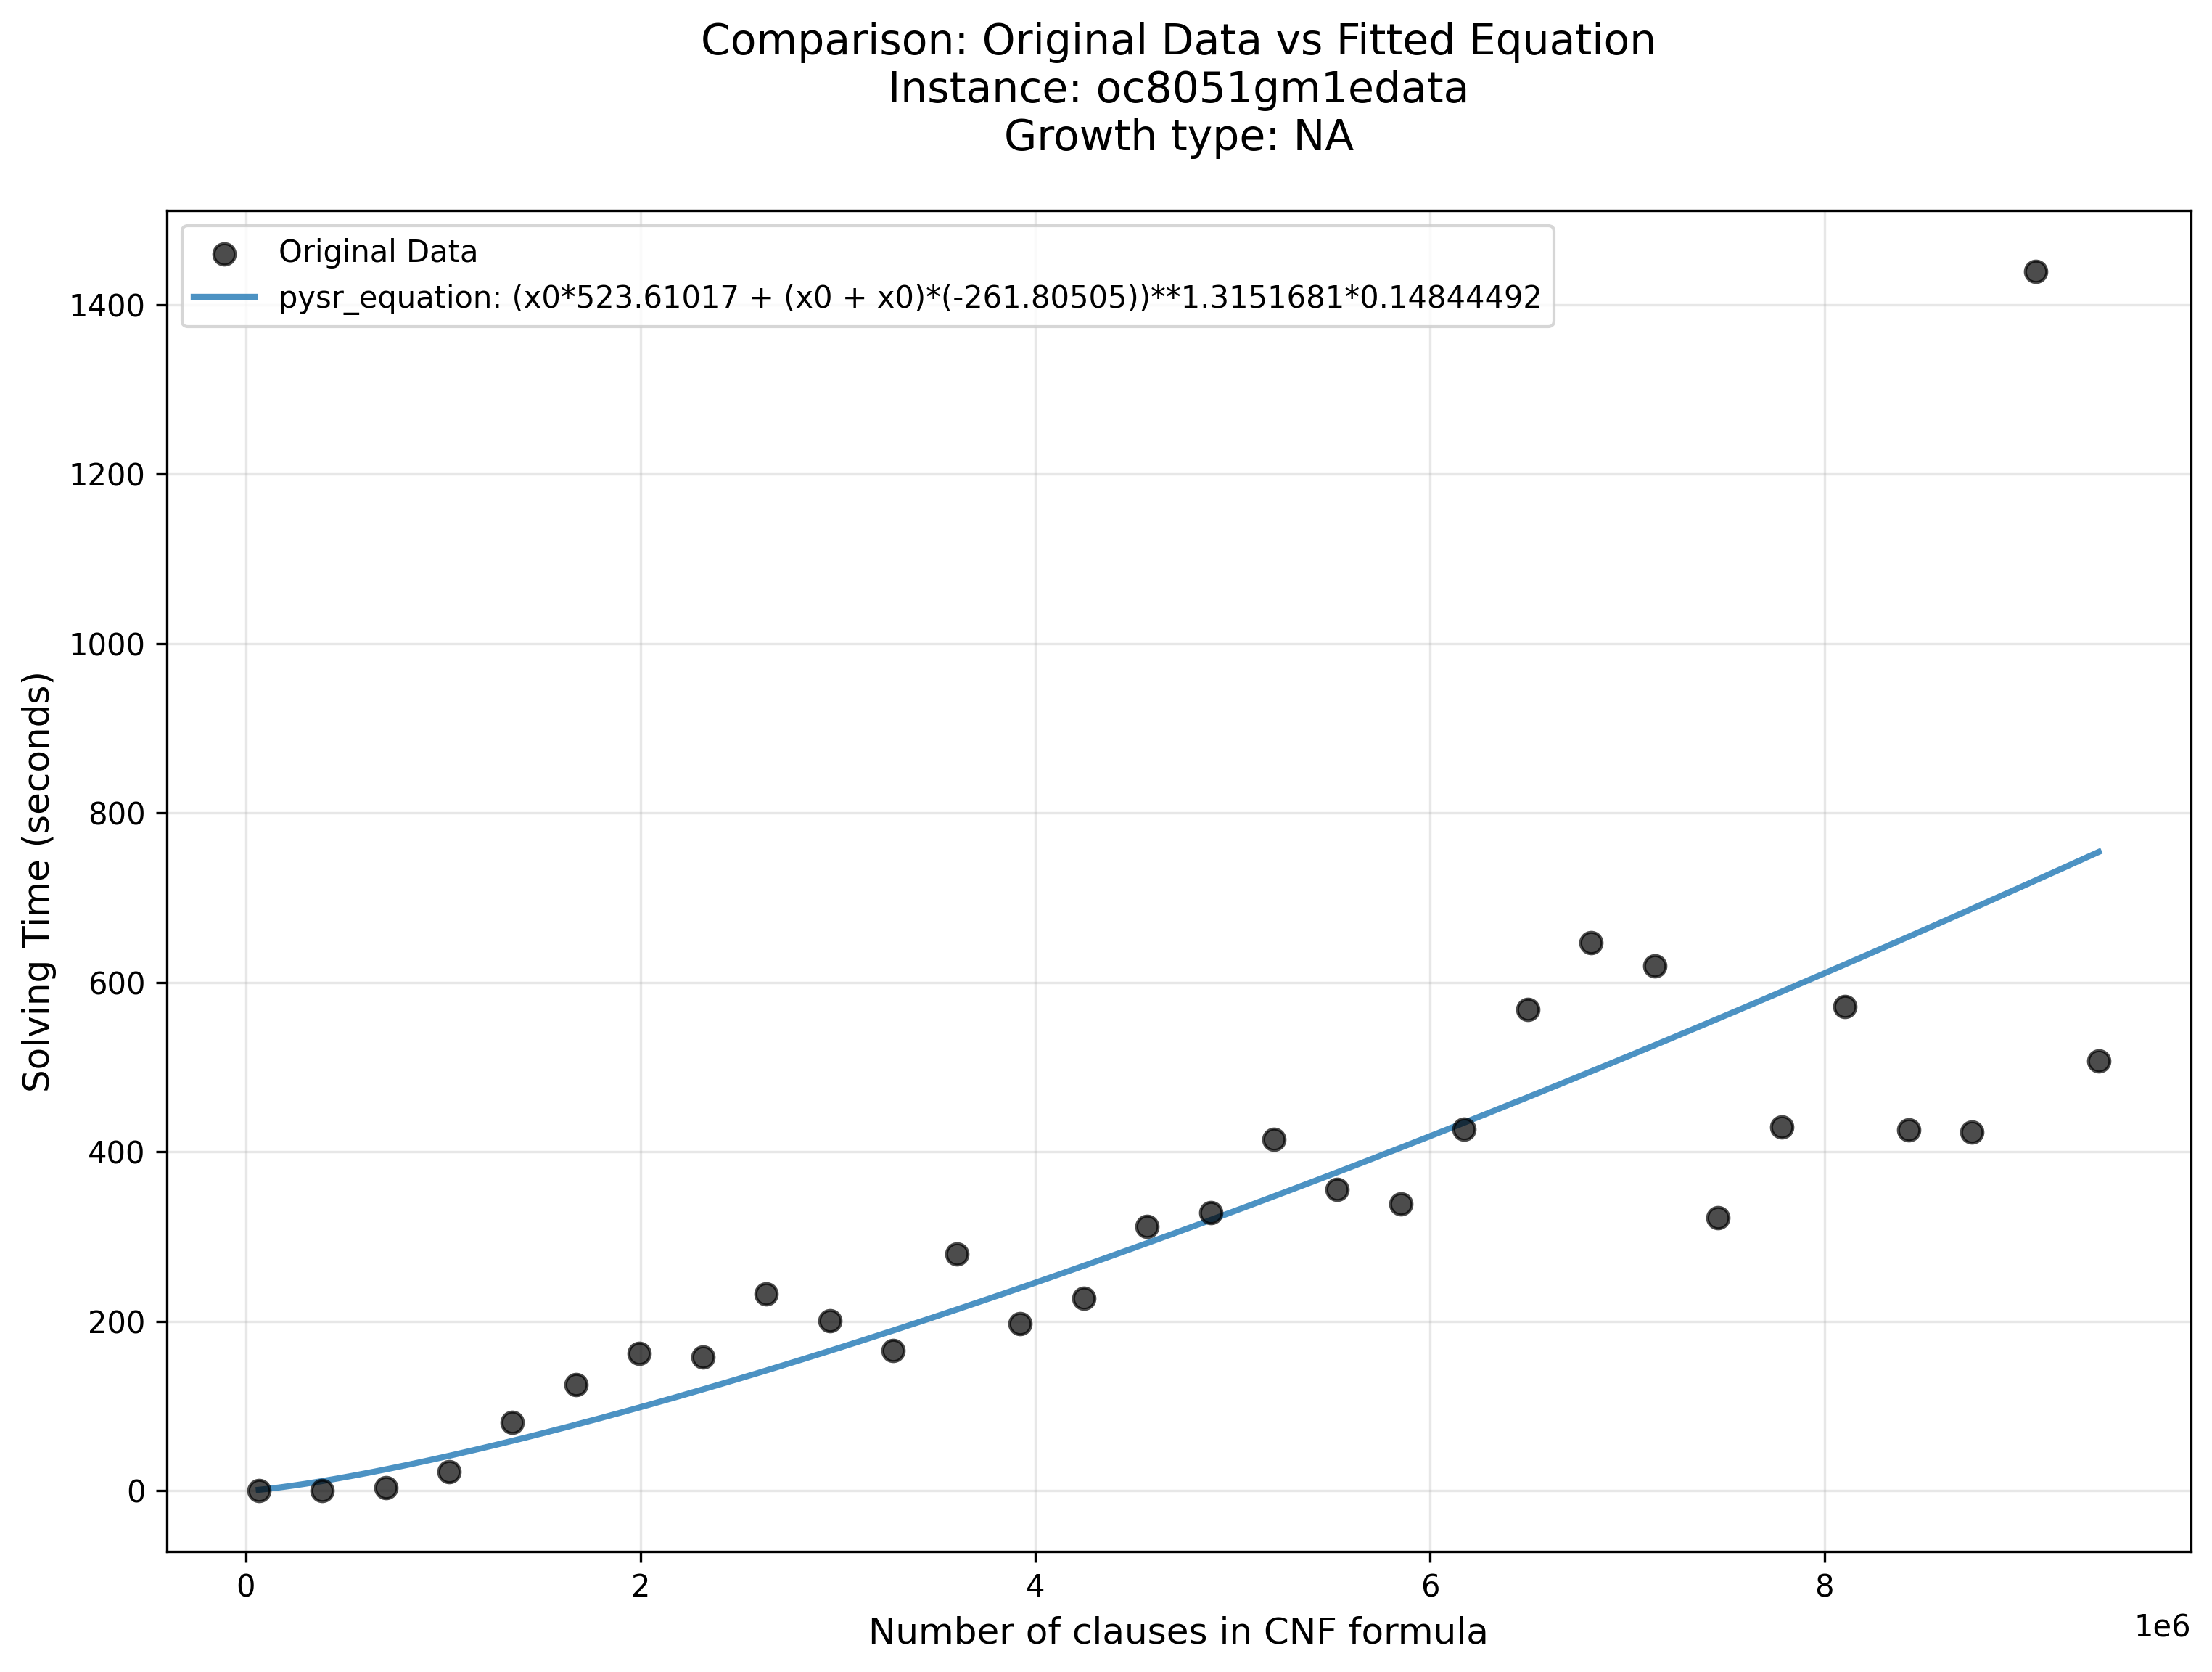 Comparison: Original Data vs Fitted Equation
Instance: oc8051gm1edata
Growth type: NA
Original Data
pysr_equation: (x0*523.61017 + (x0 + x0)*(-261.80505))**1.3151681*0.14844492
1400
1200
1000
800
600
400
200
0
Solving Time (seconds)
0 2 4 6 8
1e6
Number of clauses in CNF formula